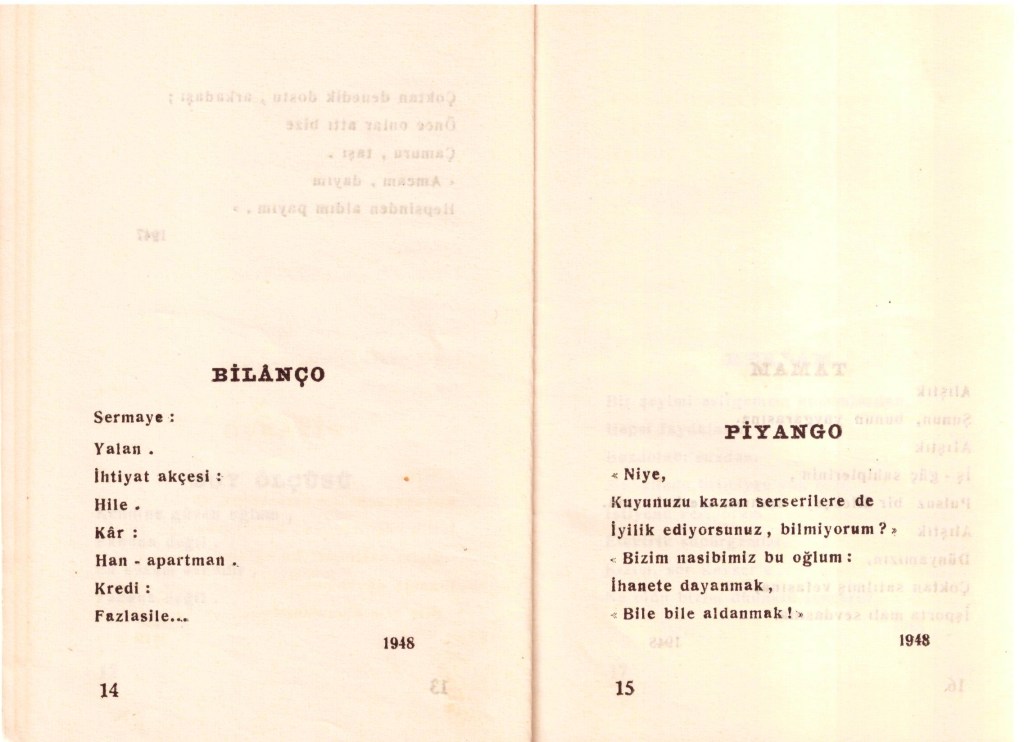 BİLÂNÇO
Sermaye :
Yalan .
İhtiyat akçesi :
Hile .
Kâr :
Han - apartman .
Kredi :
Fazlasile...
1948
14
PİYANGO
« Niye,
Kuyunuzu kazan serserilere de
İyilik ediyorsunuz, bilmiyorum ? »
« Bizim nasibimiz bu oğlum :
İhanete dayanmak,
« Bile bile aldanmak ! »
1948
15